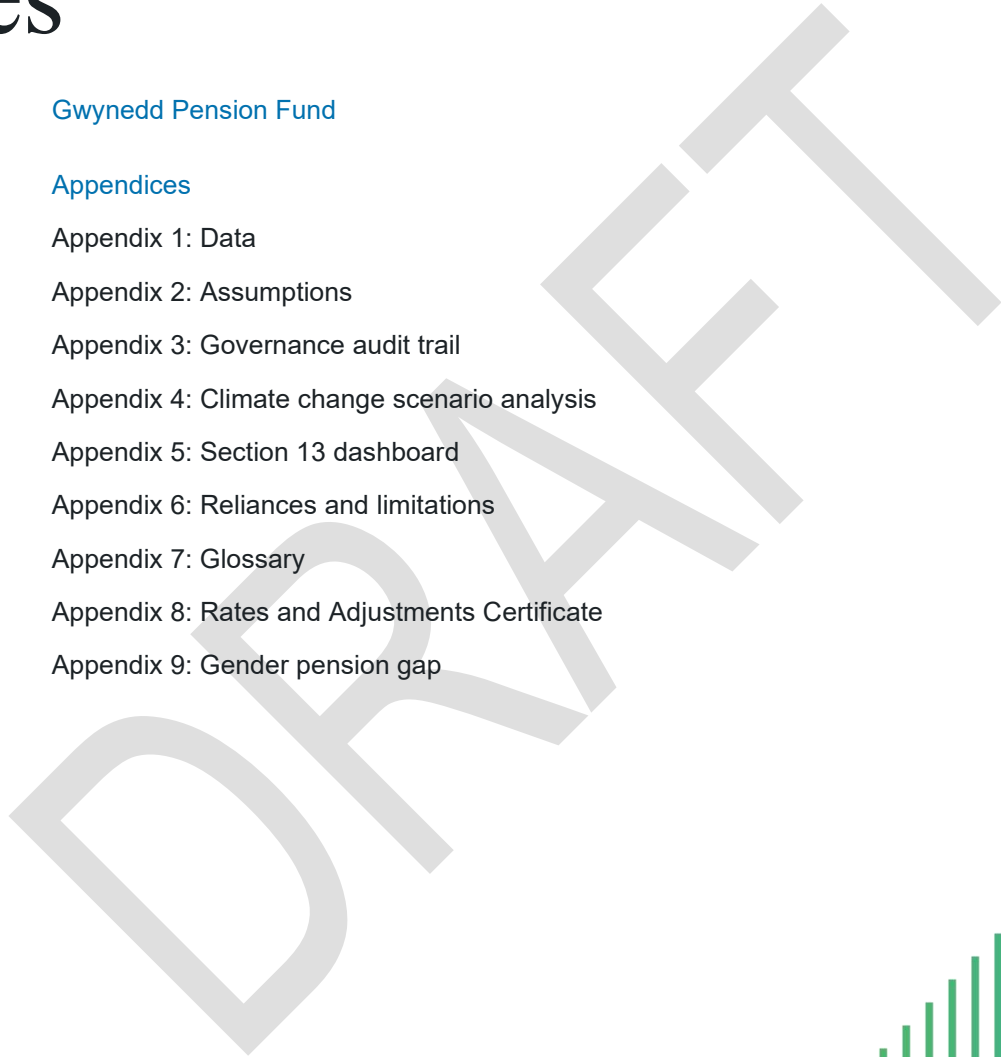 Gwynedd Pension Fund
Appendices
Appendix 1: Data
Appendix 2: Assumptions
Appendix 3: Governance audit trail
Appendix 4: Climate change scenario analysis
Appendix 5: Section 13 dashboard
Appendix 6: Reliances and limitations
Appendix 7: Glossary
Appendix 8: Rates and Adjustments Certificate
Appendix 9: Gender pension gap
DRAFT